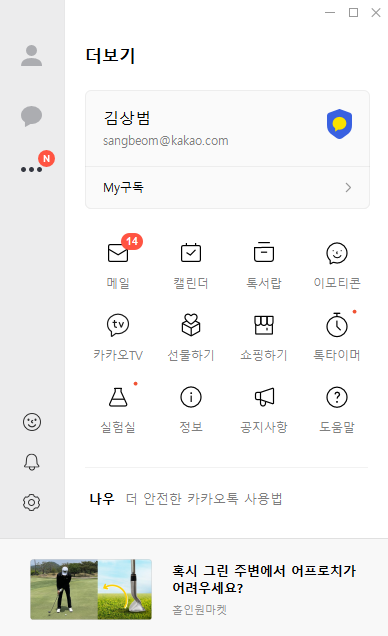 더보기
김상범
sangbeom@kakao.com
My구독
N
14
메일
캘린더
톡서랍
이모티콘
tv
카카오TV
선물하기
쇼핑하기
톡타이머
실험실
정보
공지사항
도움말
나우 더 안전한 카카오톡 사용법
혹시 그린 주변에서 어프로치가
어려우세요?
홀인원마켓